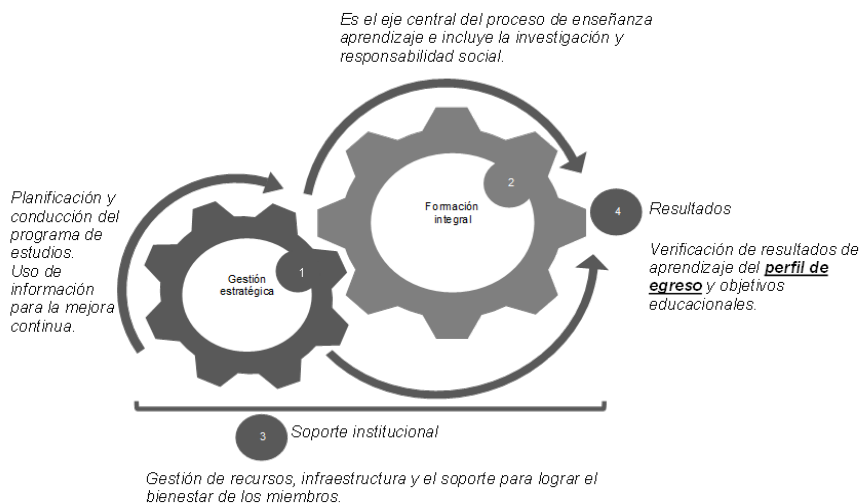 Es el eje central del proceso de enseñanza
aprendizaje e incluye la investigación y
responsabilidad social.
Planificación y
conducción del
programa de
estudios.
Uso de
información
para la mejora
continua.
Gestión
estratégica
1
Formación
integral
2
4
Resultados
Verificación de resultados de
aprendizaje del perfil de
egreso y objetivos
educacionales.
3
Soporte institucional
Gestión de recursos, infraestructura y el soporte para lograr el
bienestar de los miembros.